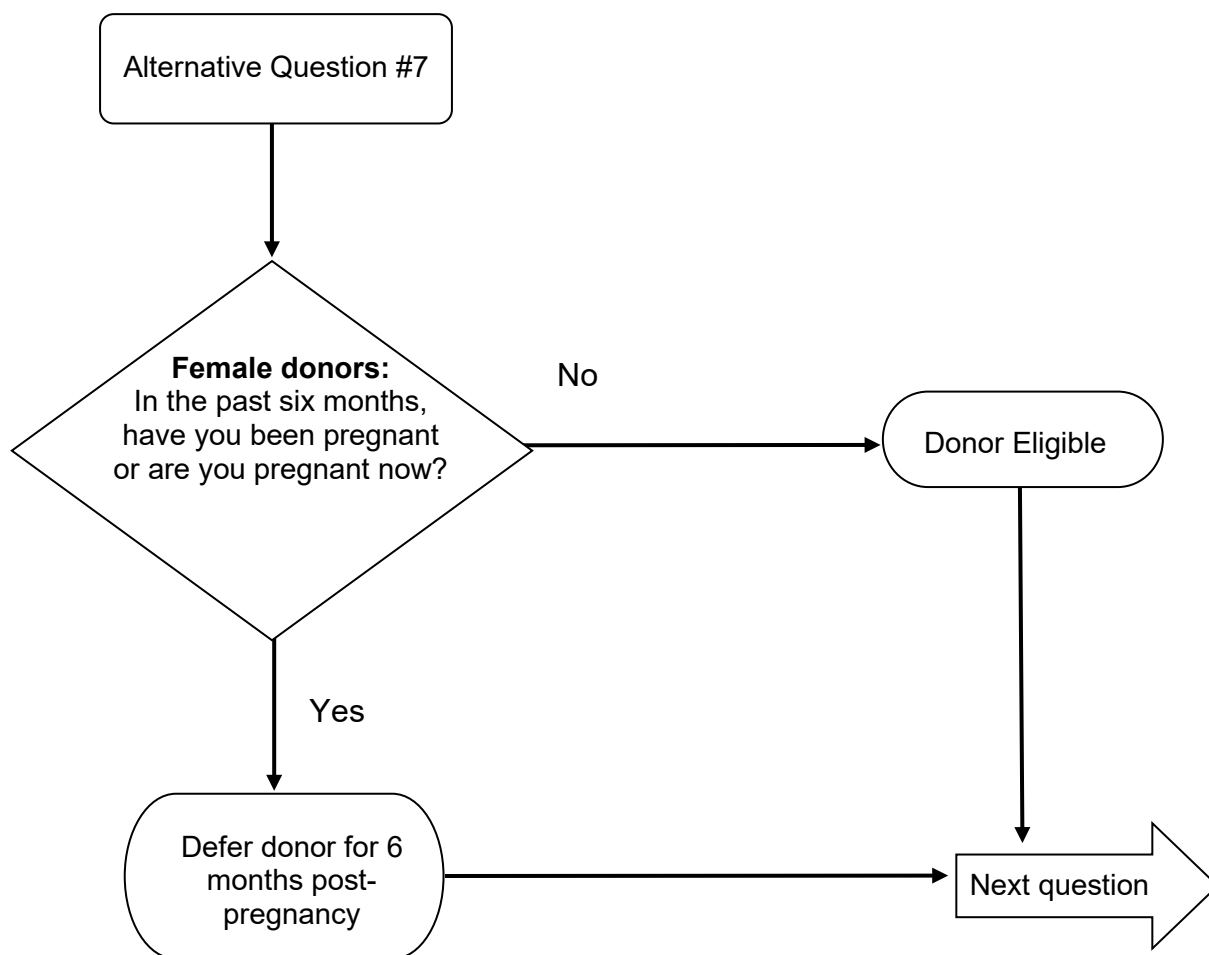 Alternative Question #7
Female donors:
In the past six months,
have you been pregnant
or are you pregnant now?
No
Donor Eligible
Yes
Defer donor for 6
months post-
pregnancy
Next question